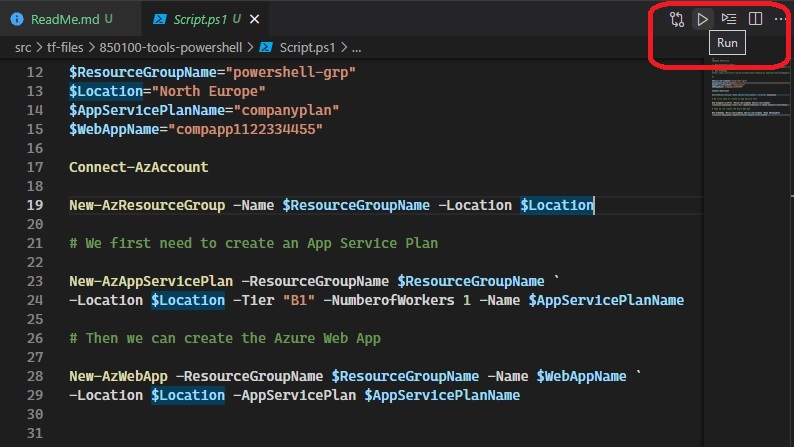 ReadMe.md U
Script.ps1 U
Run
src > tf-files > 850100-tools-powershell > Script.ps1 > ...
12 $ResourceGroupName="powershell-grp"
13 $Location="North Europe"
14 $AppServicePlanName="companyplan"
15 $WebAppName="compapp1122334455"
16
17 Connect-AzAccount
18
19 New-AzResourceGroup -Name $ResourceGroupName -Location $Location
20
21 # We first need to create an App Service Plan
22
23 New-AzAppServicePlan -ResourceGroupName $ResourceGroupName `
24 -Location $Location -Tier "B1" -NumberofWorkers 1 -Name $AppServicePlanName
25
26 # Then we can create the Azure Web App
27
28 New-AzWebApp -ResourceGroupName $ResourceGroupName -Name $WebAppName `
29 -Location $Location -AppServicePlan $AppServicePlanName
30
31